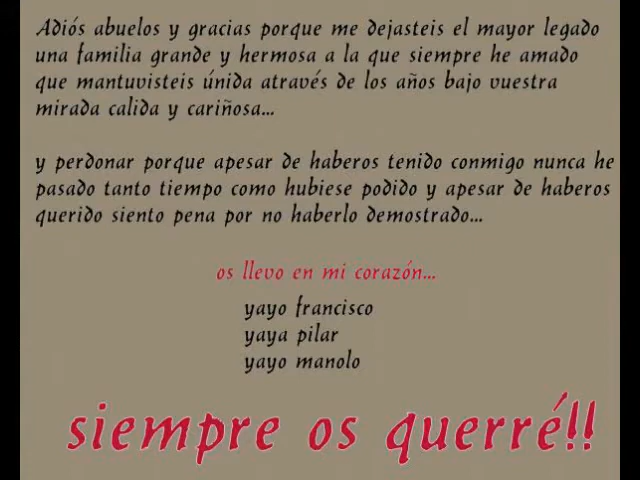 Adiós abuelos y gracias porque me dejasteis el mayor legado
una familia grande y hermosa a la que siempre he amado
que mantuvisteis únida através de los años bajo vuestra
mirada calida y cariñosa...
y perdonar porque apesar de haberos tenido conmigo nunca he
pasado tanto tiempo como hubiese podido y apesar de haberos
querido siento pena por no haberlo demostrado...
os llevo en mi corazón...
yayo francisco
yaya pilar
yayo manolo
siempre os querré!!